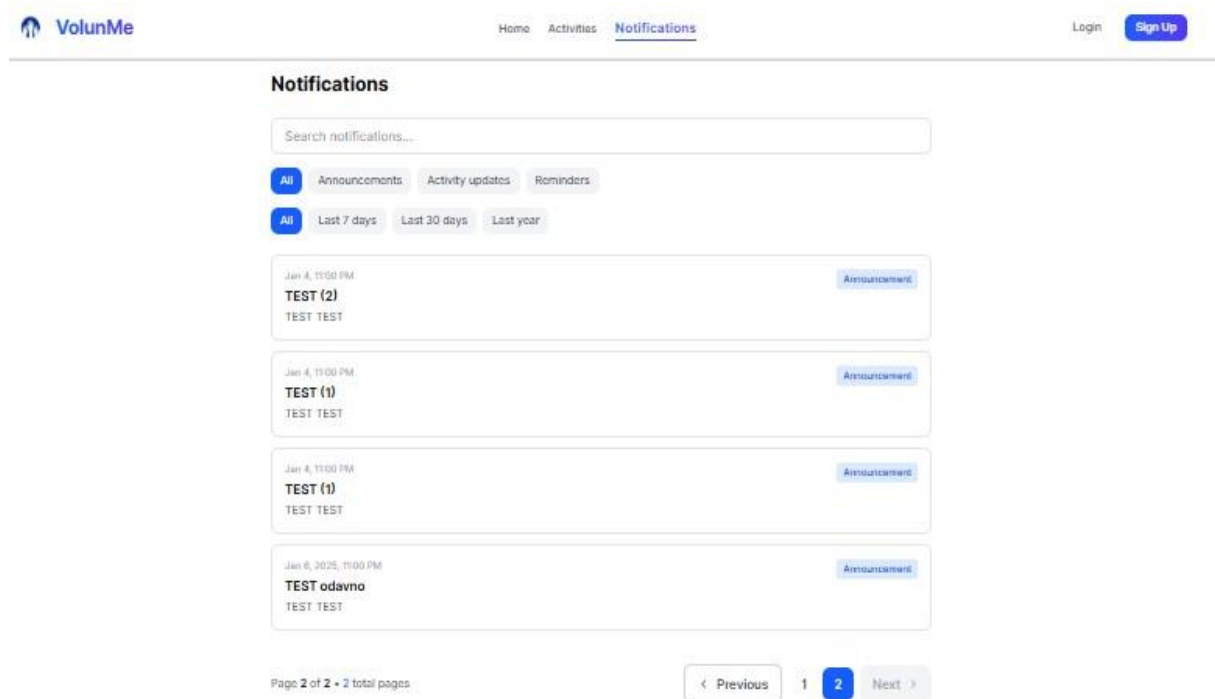 VolunMe
Home Activities Notifications
Login Sign Up
Notifications
Search notifications...
All Announcements Activity updates Reminders
All Last 7 days Last 30 days Last year
Jan 4, 11:00 PM
Announcement
TEST (2)
TEST TEST
Jan 4, 11:00 PM
Announcement
TEST (1)
TEST TEST
Jan 4, 11:00 PM
Announcement
TEST (1)
TEST TEST
Jan 6, 2025, 11:00 PM
Announcement
TEST odavno
TEST TEST
Page 2 of 2 • 2 total pages
< Previous 1 2 Next >